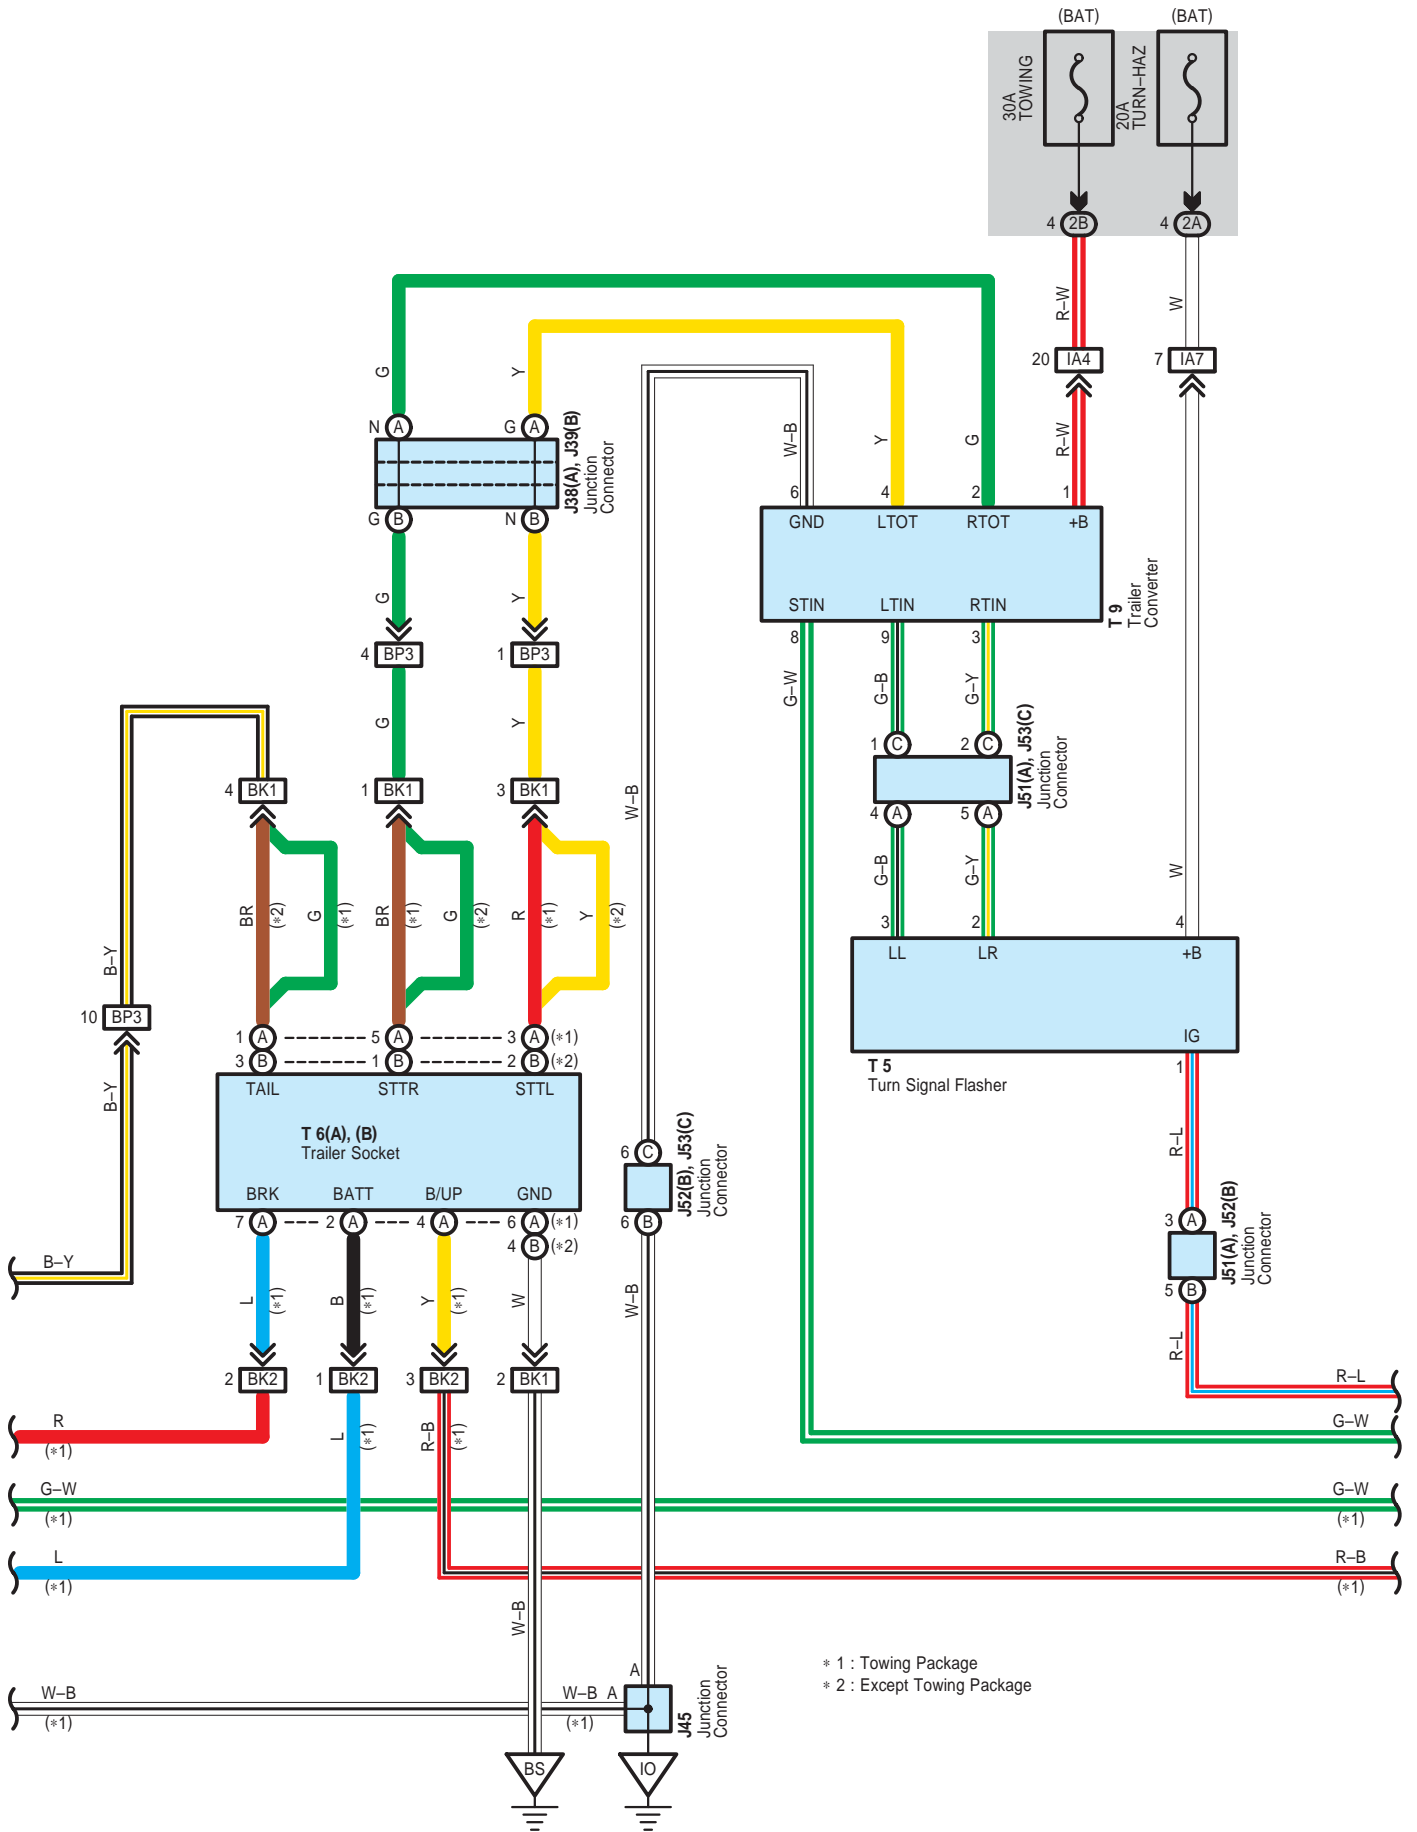 (BAT)
(BAT)
30A
TOWING
20A
TURN–HAZ
4 2B
4 2A
R–W
W
20 IA4
7 IA7
G
Y
W–B
Y
G
R–W
N A
G A
J38(A), J39(B)
Junction
Connector
G B
N B
6
4
2
1
GND
LTOT
RTOT
+B
STIN
LTIN
RTIN
T 9
Trailer
Converter
8
9
3
G
Y
4 BP3
1 BP3
G–W
G–B
G–Y
G
Y
1 C
2 C
J51(A), J53(C)
Junction
Connector
4 A
5 A
4 BK1
1 BK1
3 BK1
W–B
G–B
G–Y
W
BR
(∗2)
G
(∗1)
BR
(∗1)
G
(∗2)
R
(∗1)
Y
(∗2)
3
2
4
LL
LR
+B
IG
T 5
Turn Signal Flasher
1
B–Y
10 BP3
B–Y
1 A
5 A
3 A (∗1)
3 B
1 B
2 B (∗2)
TAIL
STTR
STTL
T 6(A), (B)
Trailer Socket
BRK
BATT
B/UP
GND
7 A
2 A
4 A
6 A (∗1)
4 B (∗2)
6 C
J52(B), J53(C)
Junction
Connector
6 B
R–L
3 A
J51(A), J52(B)
Junction
Connector
5 B
R–L
B–Y
L
(∗1)
B
(∗1)
Y
(∗1)
W
W–B
2 BK2
1 BK2
3 BK2
2 BK1
R–L
R
(∗1)
L
(∗1)
R–B
(∗1)
G–W
G–W
(∗1)
G–W
(∗1)
L
(∗1)
R–B
(∗1)
W–B
∗ 1 : Towing Package
∗ 2 : Except Towing Package
A
W–B
(∗1)
W–B A
(∗1)
J45
Junction
Connector
BS
IO